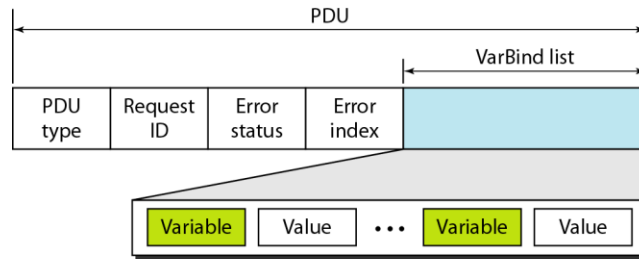 PDU
VarBind list
PDU type
Request ID
Error status
Error index
Variable Value ••• Variable Value